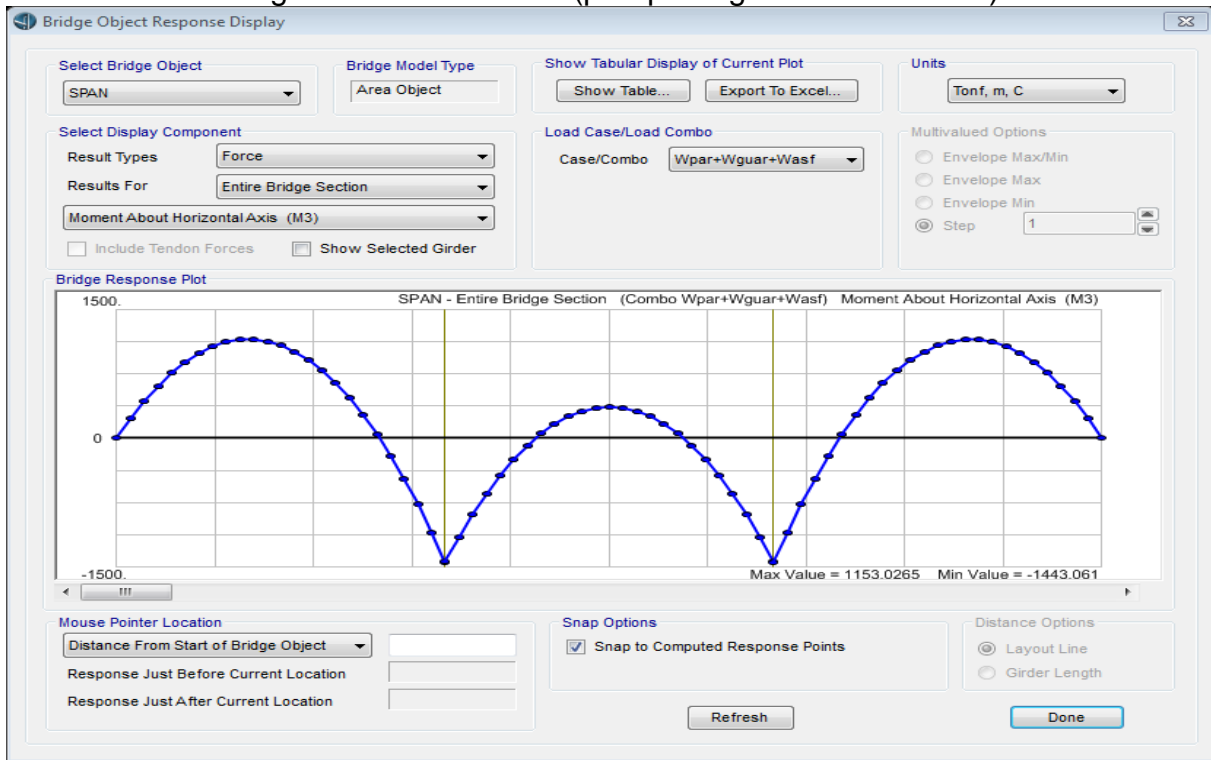 Bridge Object Response Display
Select Bridge Object
SPAN
Bridge Model Type
Area Object
Show Tabular Display of Current Plot
Show Table... Export To Excel...
Units
Tonf, m, C
Select Display Component
Result Types Force
Results For Entire Bridge Section
Moment About Horizontal Axis (M3)
Include Tendon Forces Show Selected Girder
Load Case/Load Combo
Case/Combo Wpar+Wguar+Wasf
Multivalued Options
Envelope Max/Min
Envelope Max
Envelope Min
Step 1
Bridge Response Plot
1500. SPAN - Entire Bridge Section (Combo Wpar+Wguar+Wasf) Moment About Horizontal Axis (M3)
0
-1500. Max Value = 1153.0265 Min Value = -1443.061
Mouse Pointer Location
Distance From Start of Bridge Object
Response Just Before Current Location
Response Just After Current Location
Snap Options
Snap to Computed Response Points
Distance Options
Layout Line
Girder Length
Refresh Done